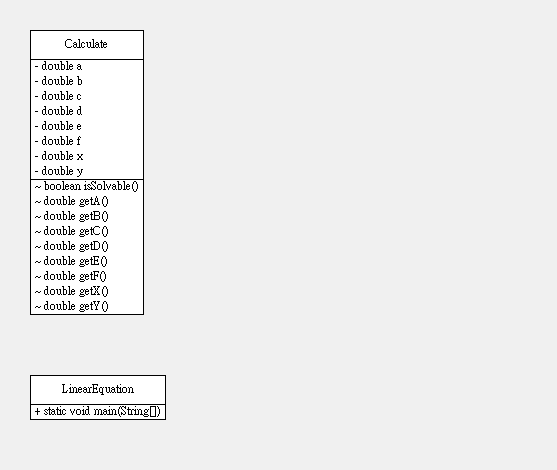 Calculate
- double a
- double b
- double c
- double d
- double e
- double f
- double x
- double y
~ boolean isSolvable()
~ double getA()
~ double getB()
~ double getC()
~ double getD()
~ double getE()
~ double getF()
~ double getX()
~ double getY()
LinearEquation
+ static void main(String[])